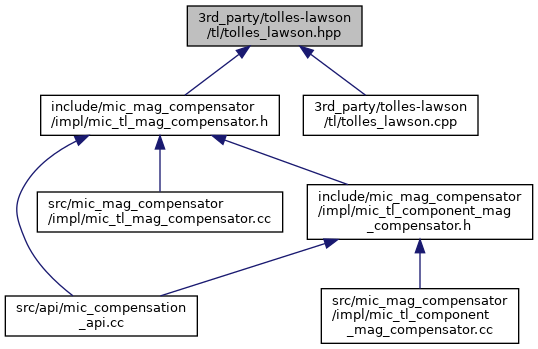 3rd_party/tolles-lawson
/tl/tolles_lawson.hpp
include/mic_mag_compensator
/impl/mic_tl_mag_compensator.h
3rd_party/tolles-lawson
/tl/tolles_lawson.cpp
src/mic_mag_compensator
/impl/mic_tl_mag_compensator.cc
include/mic_mag_compensator
/impl/mic_tl_component_mag
_compensator.h
src/api/mic_compensation
_api.cc
src/mic_mag_compensator
/impl/mic_tl_component
_mag_compensator.cc